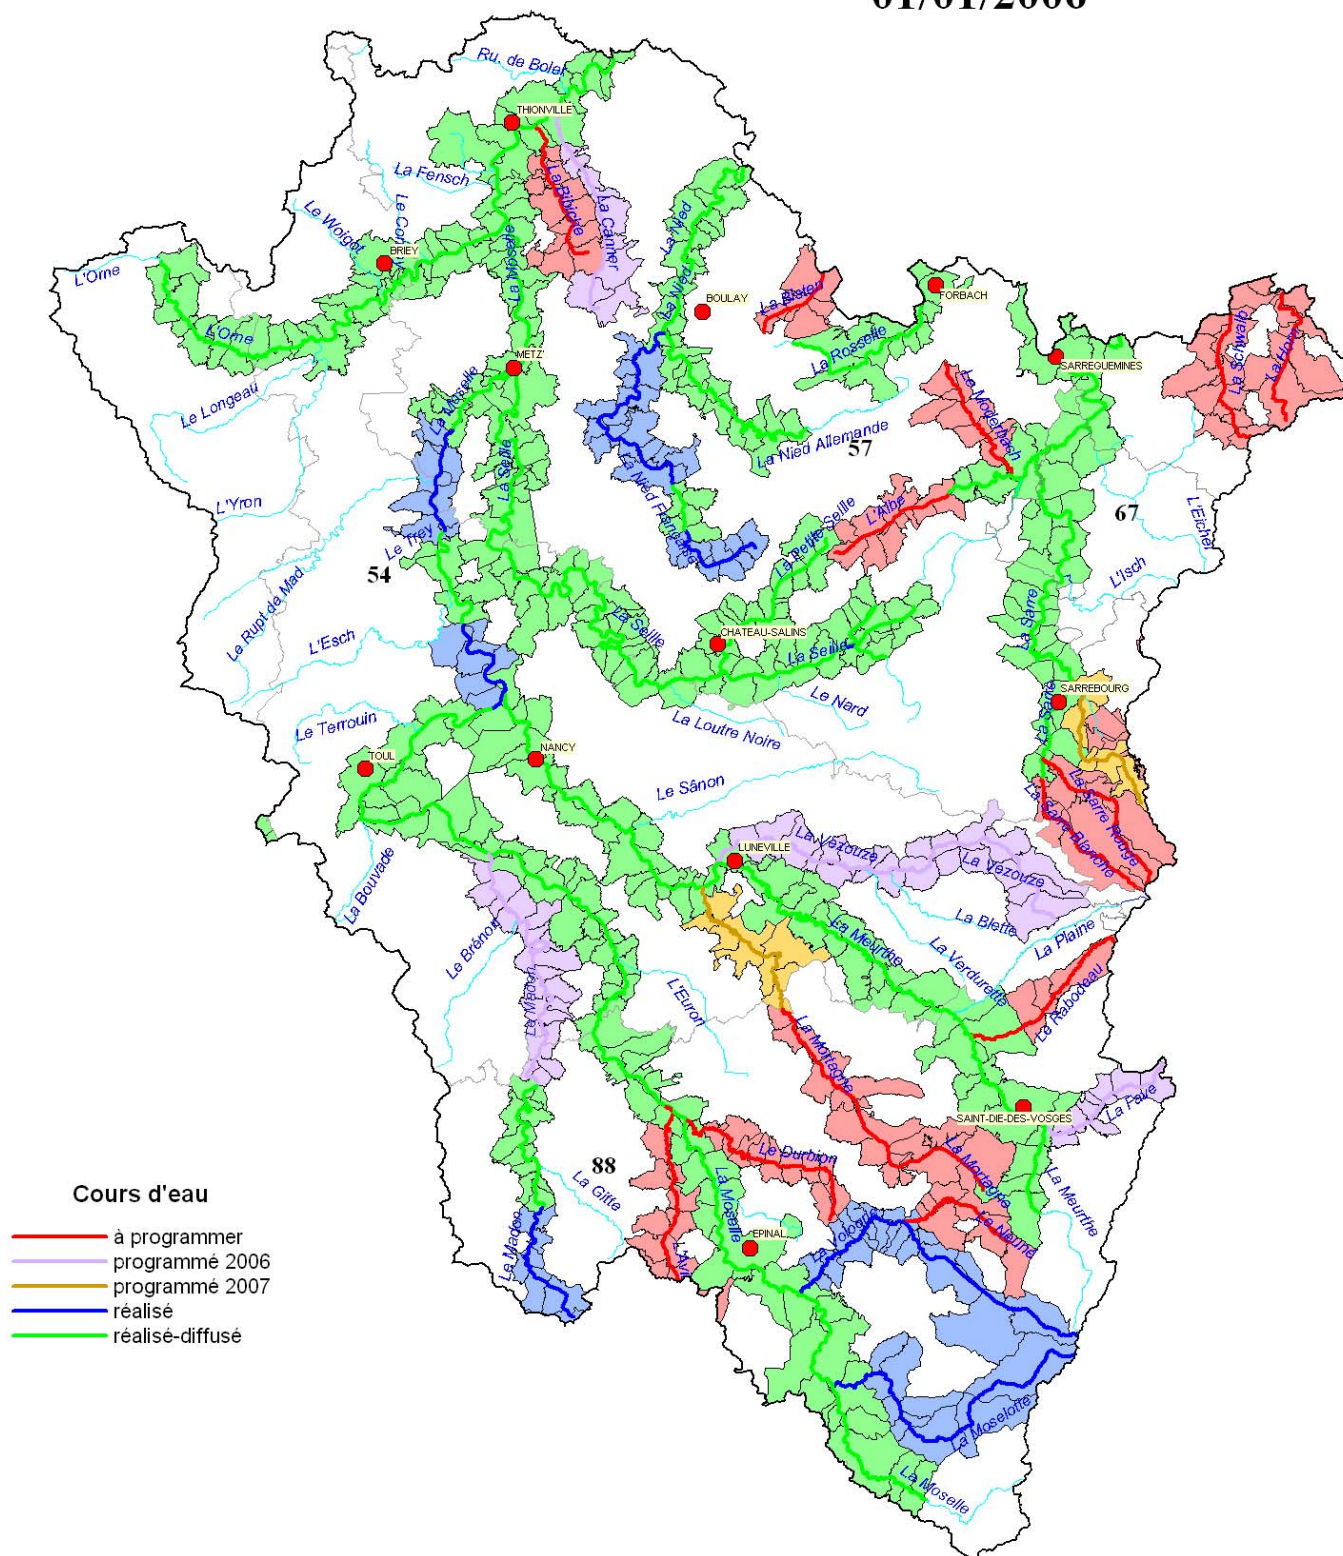 01/01/2006
Ru. de Boler
THIONVILLE
La Fensch
La Bibiche
La Canner
Le Woigot
BRIEY
La Nied
L'Orne
La Moselle
La Nied
BOULAY
La Bisten
FORBACH
L'Orne
La Rosselle
METZ'
SARREGUEMINES
La Schwalb
La Horn
Le Longeau
La Moselle
Le Moderbach
La Nied Allemande
57
La Seille
L'Yron
La Nied Française
L'Albe
La Petite Seille
67
L'Eichel
Le Trey
54
L'Isch
Le Rupt de Mad
L'Esch
La Seille
CHATEAU-SALINS
La Seille
La Sarre
Le Nard
SARREBOURG
Le Terrouin
La Loutre Noire
La Sarre
TOUL
NANCY
Le Sânon
La Sarre Rouge
La Sarre Blanche
La Vezouze
LUNEVILLE
La Vezouze
La Bouvade
La Blette
La Meurthe
La Plaine
Le Brénon
La Verdurette
Le Madon
L'Euron
Le Rabodeau
La Mortagne
La Fave
SAINT-DIE-DES-VOSGES
Le Durbion
La Mortagne
88
La Gitte
La Moselle
La Meurthe
Cours d'eau
à programmer
programmé 2006
programmé 2007
réalisé
réalisé-diffusé
Le Madon
EPINAL
La Vologne
Le Neune
La Moselotte
La Moselle